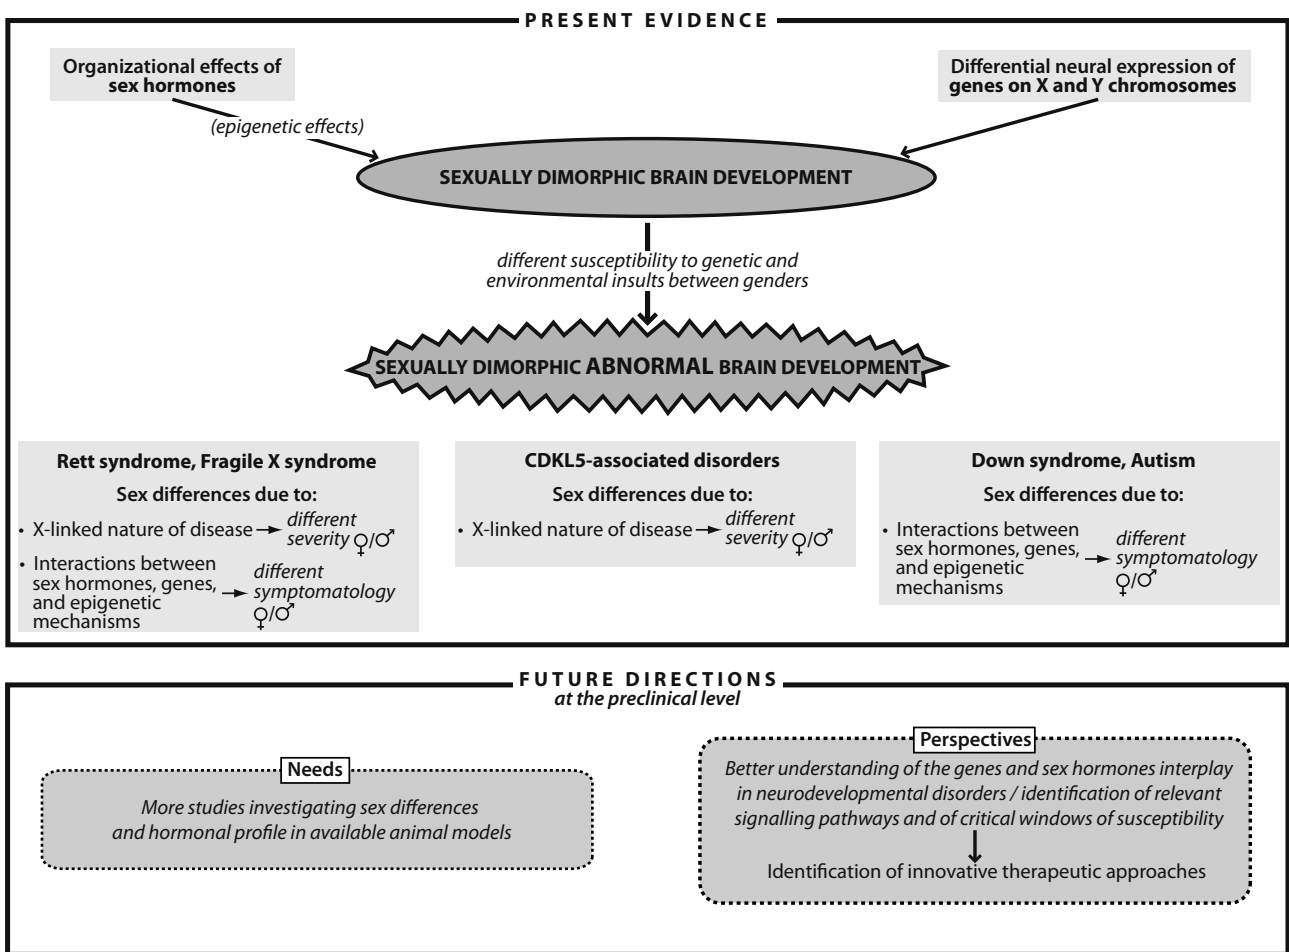 PRESENT EVIDENCE
Organizational effects of
sex hormones
Differential neural expression of
genes on X and Y chromosomes
(epigenetic effects)
SEXUALLY DIMORPHIC BRAIN DEVELOPMENT
different susceptibility to genetic and
environmental insults between genders
SEXUALLY DIMORPHIC ABNORMAL BRAIN DEVELOPMENT
Rett syndrome, Fragile X syndrome
Sex differences due to:
• X-linked nature of disease → different
severity ♀/♂
• Interactions between
sex hormones, genes,
and epigenetic
mechanisms
→ different
symptomatology
♀/♂
CDKL5-associated disorders
Sex differences due to:
• X-linked nature of disease → different
severity ♀/♂
Down syndrome, Autism
Sex differences due to:
• Interactions between
sex hormones, genes,
and epigenetic
mechanisms
→ different
symptomatology
♀/♂
FUTURE DIRECTIONS
at the preclinical level
Needs
More studies investigating sex differences
and hormonal profile in available animal models
Perspectives
Better understanding of the genes and sex hormones interplay
in neurodevelopmental disorders / identification of relevant
signalling pathways and of critical windows of susceptibility
Identification of innovative therapeutic approaches